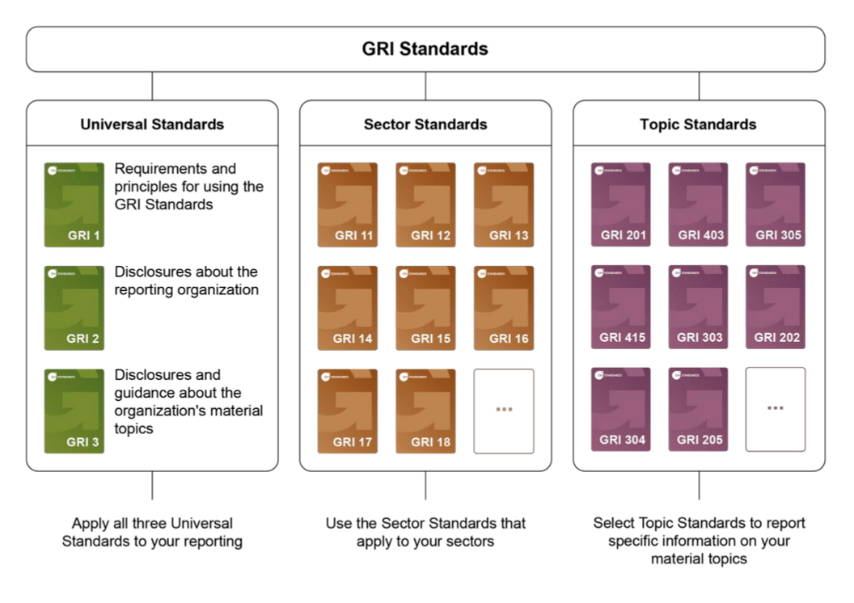 GRI Standards
Universal Standards
Requirements and
principles for using the
GRI Standards
GRI 1
Disclosures about the
reporting organization
GRI 2
Disclosures and
guidance about the
organization's material
topics
GRI 3
Apply all three Universal
Standards to your reporting
Sector Standards
GRI 11
GRI 12
GRI 13
GRI 14
GRI 15
GRI 16
GRI 17
GRI 18
...
Use the Sector Standards that
apply to your sectors
Topic Standards
GRI 201
GRI 403
GRI 305
GRI 415
GRI 303
GRI 202
GRI 304
GRI 205
...
Select Topic Standards to report
specific information on your
material topics